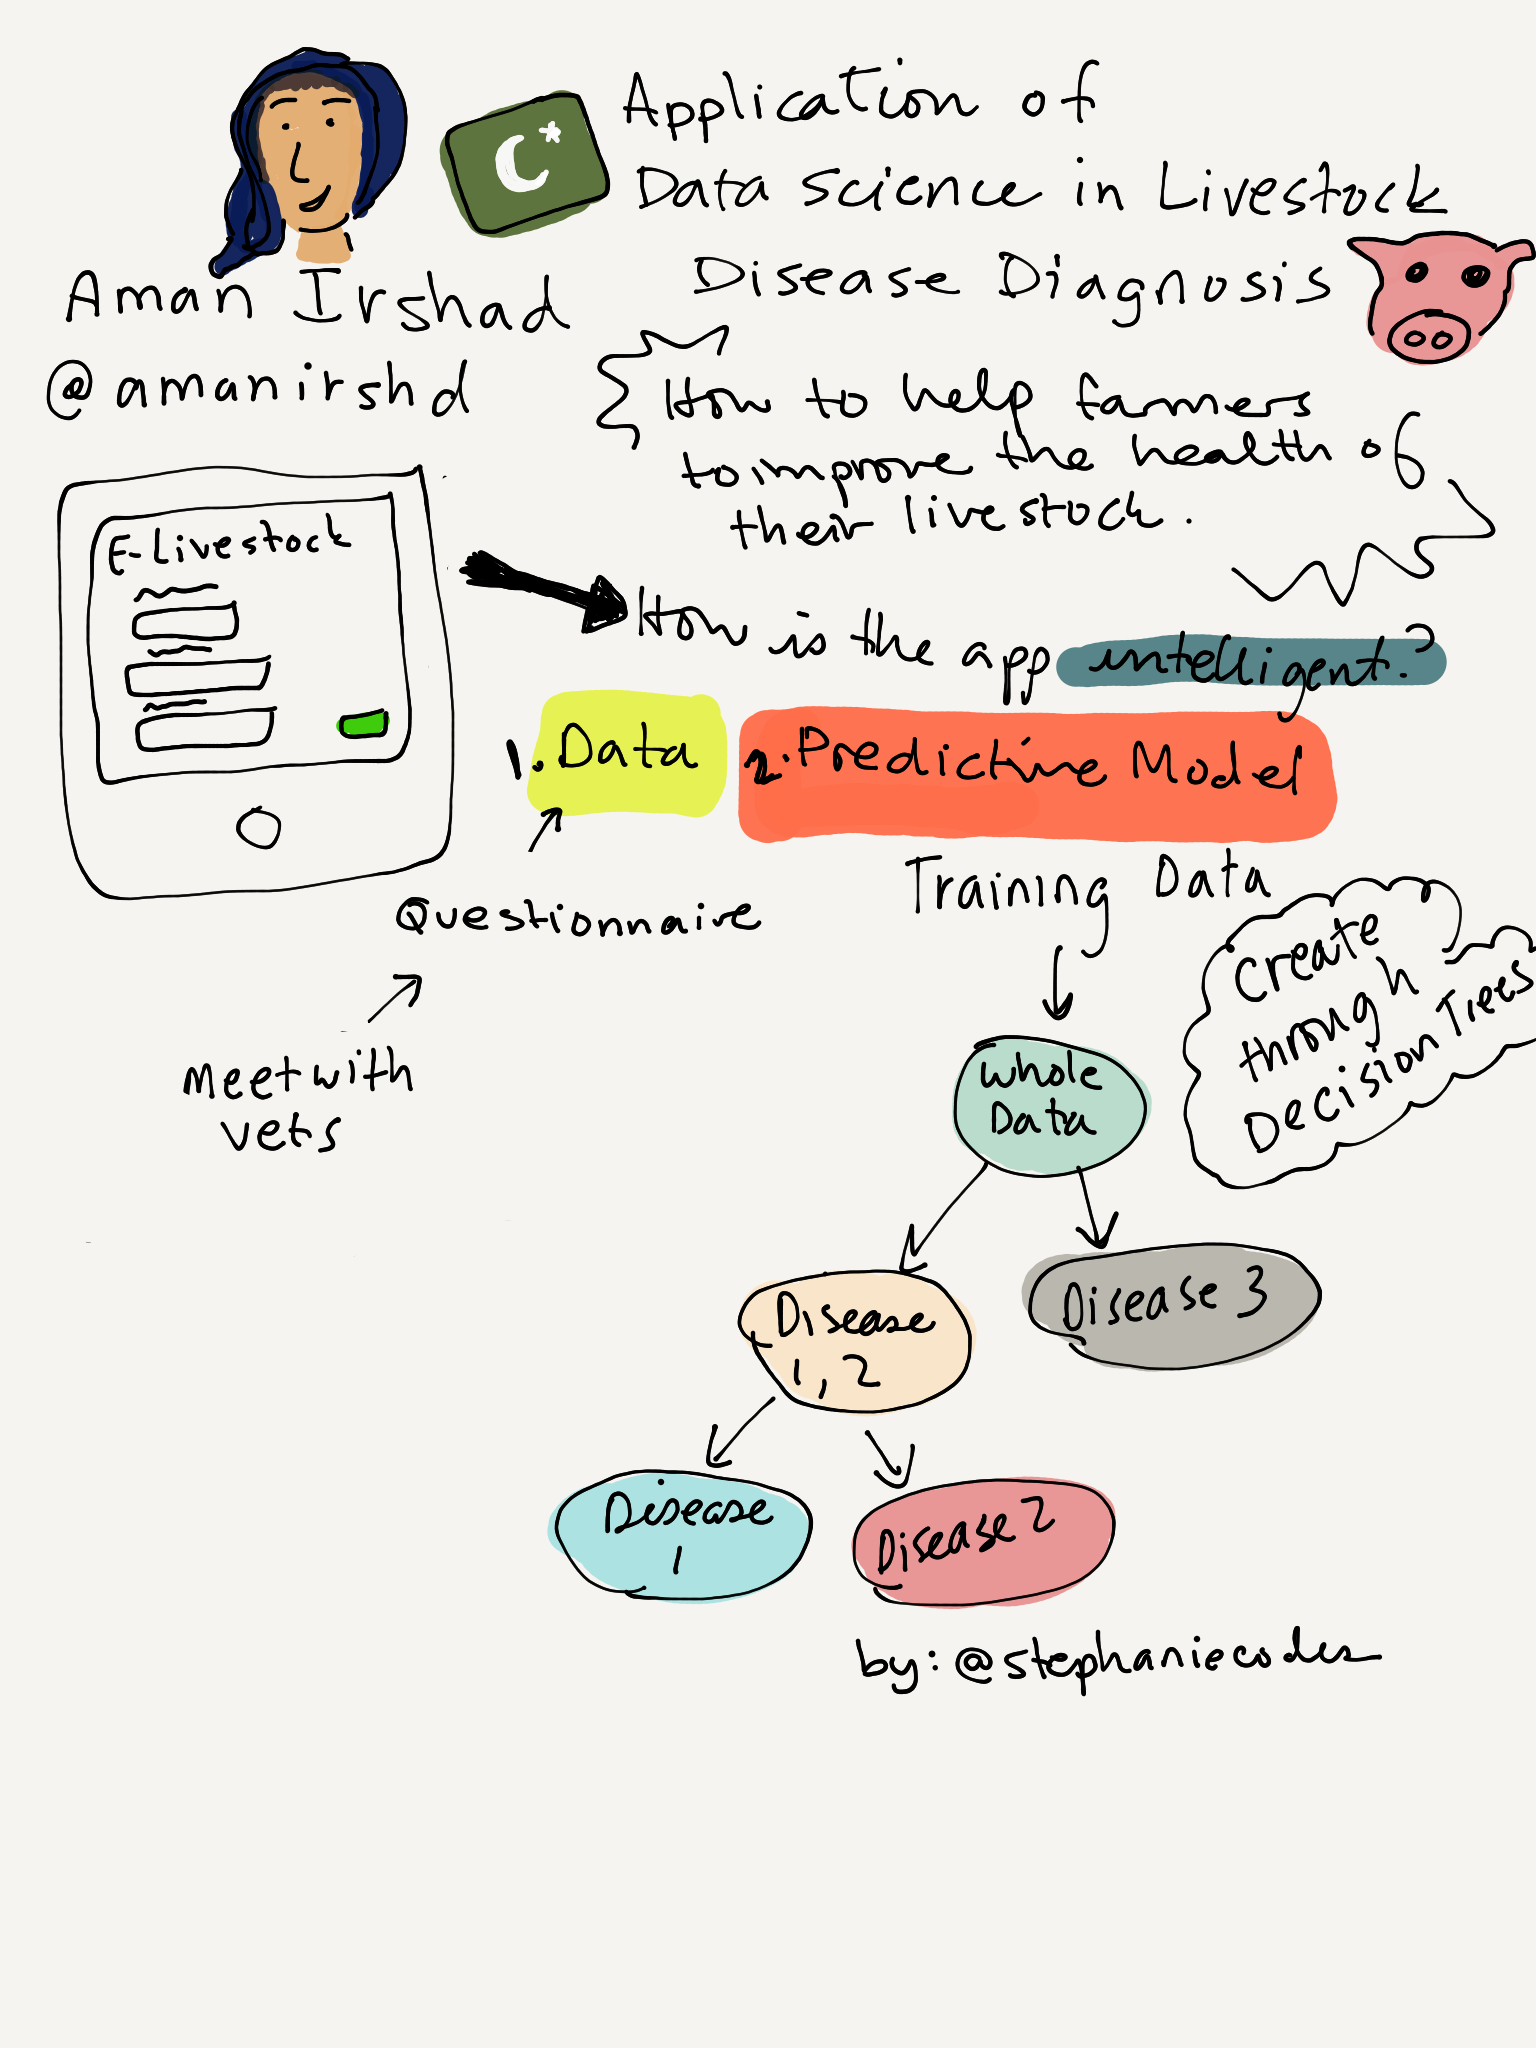 Application of
Data Science in Livestock
Disease Diagnosis
Aman Irshad
@amanirshd
How to help farmers
to improve the health of
their livestock.
E-Livestock
How is the app intelligent?
1. Data
2. Predictive Model
Questionnaire
Meet with
vets
Training Data
Create
through
Decision Trees
Whole
Data
Disease
1, 2
Disease 3
Disease
1
Disease 2
by: @stephaniecodes